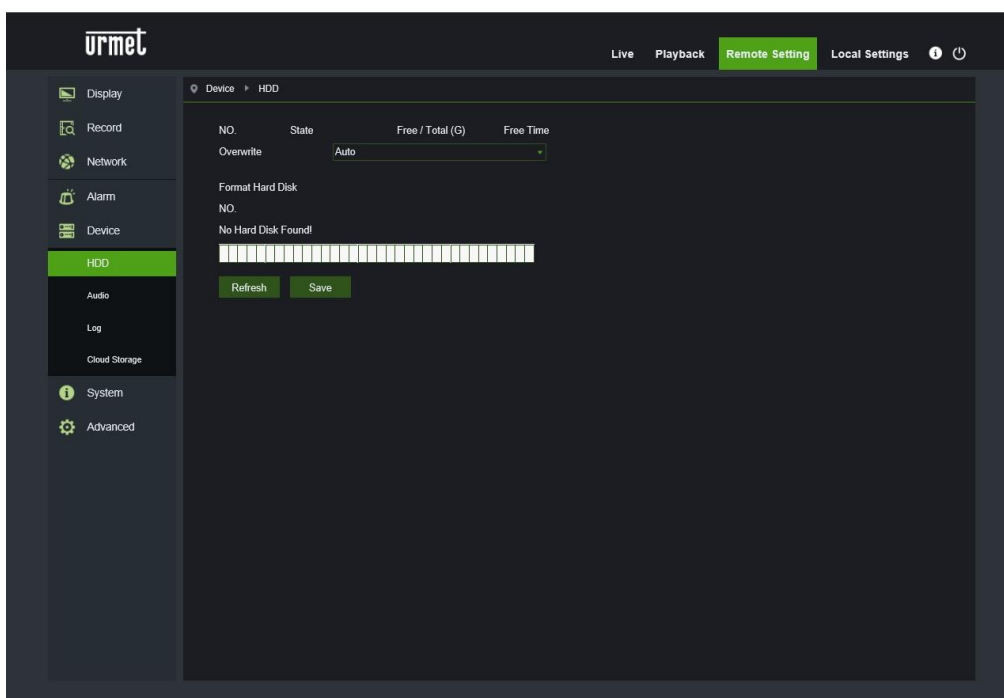 urmet
Live Playback Remote Setting Local Settings
Display
Record
Network
Alarm
Device
HDD
Audio
Log
Cloud Storage
System
Advanced
Device HDD
NO. State Free / Total (G) Free Time
Overwrite Auto
Format Hard Disk
NO.
No Hard Disk Found!
Refresh Save